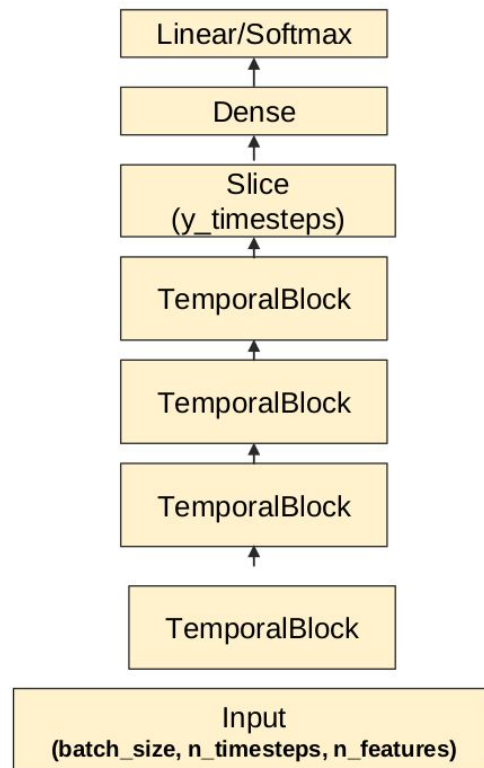 Linear/Softmax
Dense
Slice
(y_timesteps)
TemporalBlock
TemporalBlock
TemporalBlock
TemporalBlock
Input
(batch_size, n_timesteps, n_features)